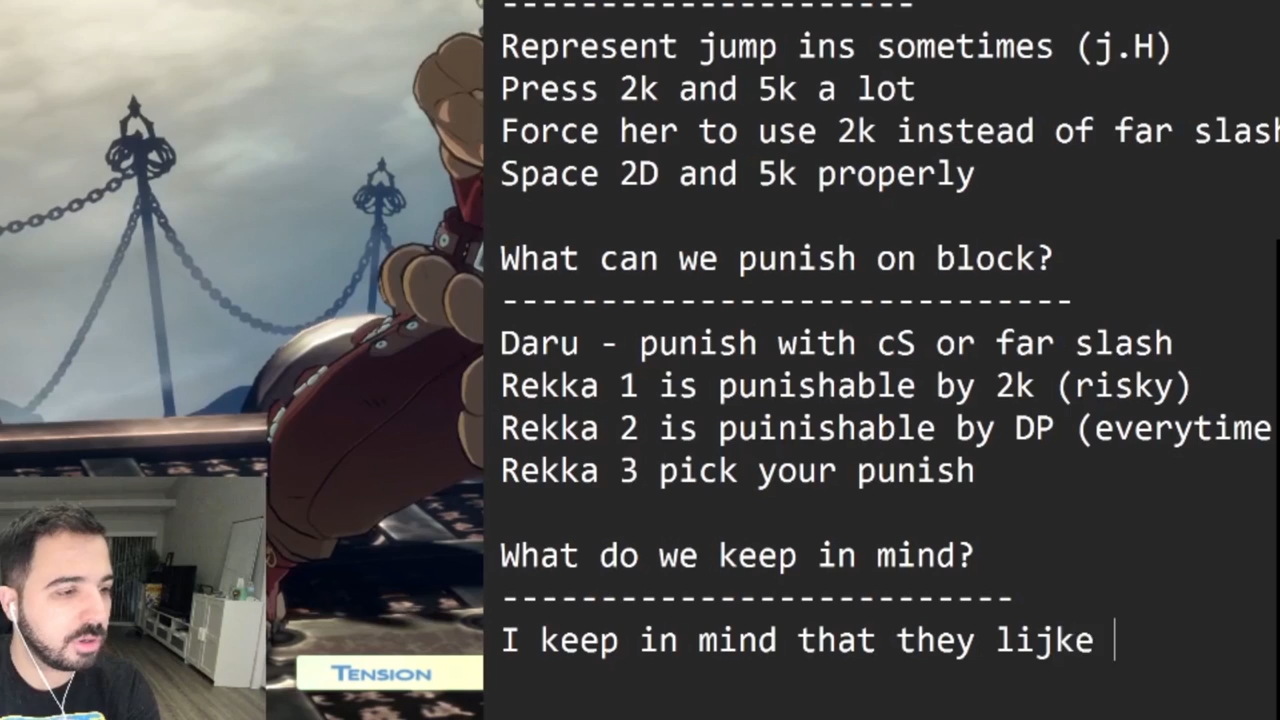 ---------------------
Represent jump ins sometimes (j.H)
Press 2k and 5k a lot
Force her to use 2k instead of far slash
Space 2D and 5k properly
What can we punish on block?
-----------------------------
Daru - punish with cS or far slash
Rekka 1 is punishable by 2k (risky)
Rekka 2 is puinishable by DP (everytime
Rekka 3 pick your punish
What do we keep in mind?
--------------------------
I keep in mind that they lijke
TENSION